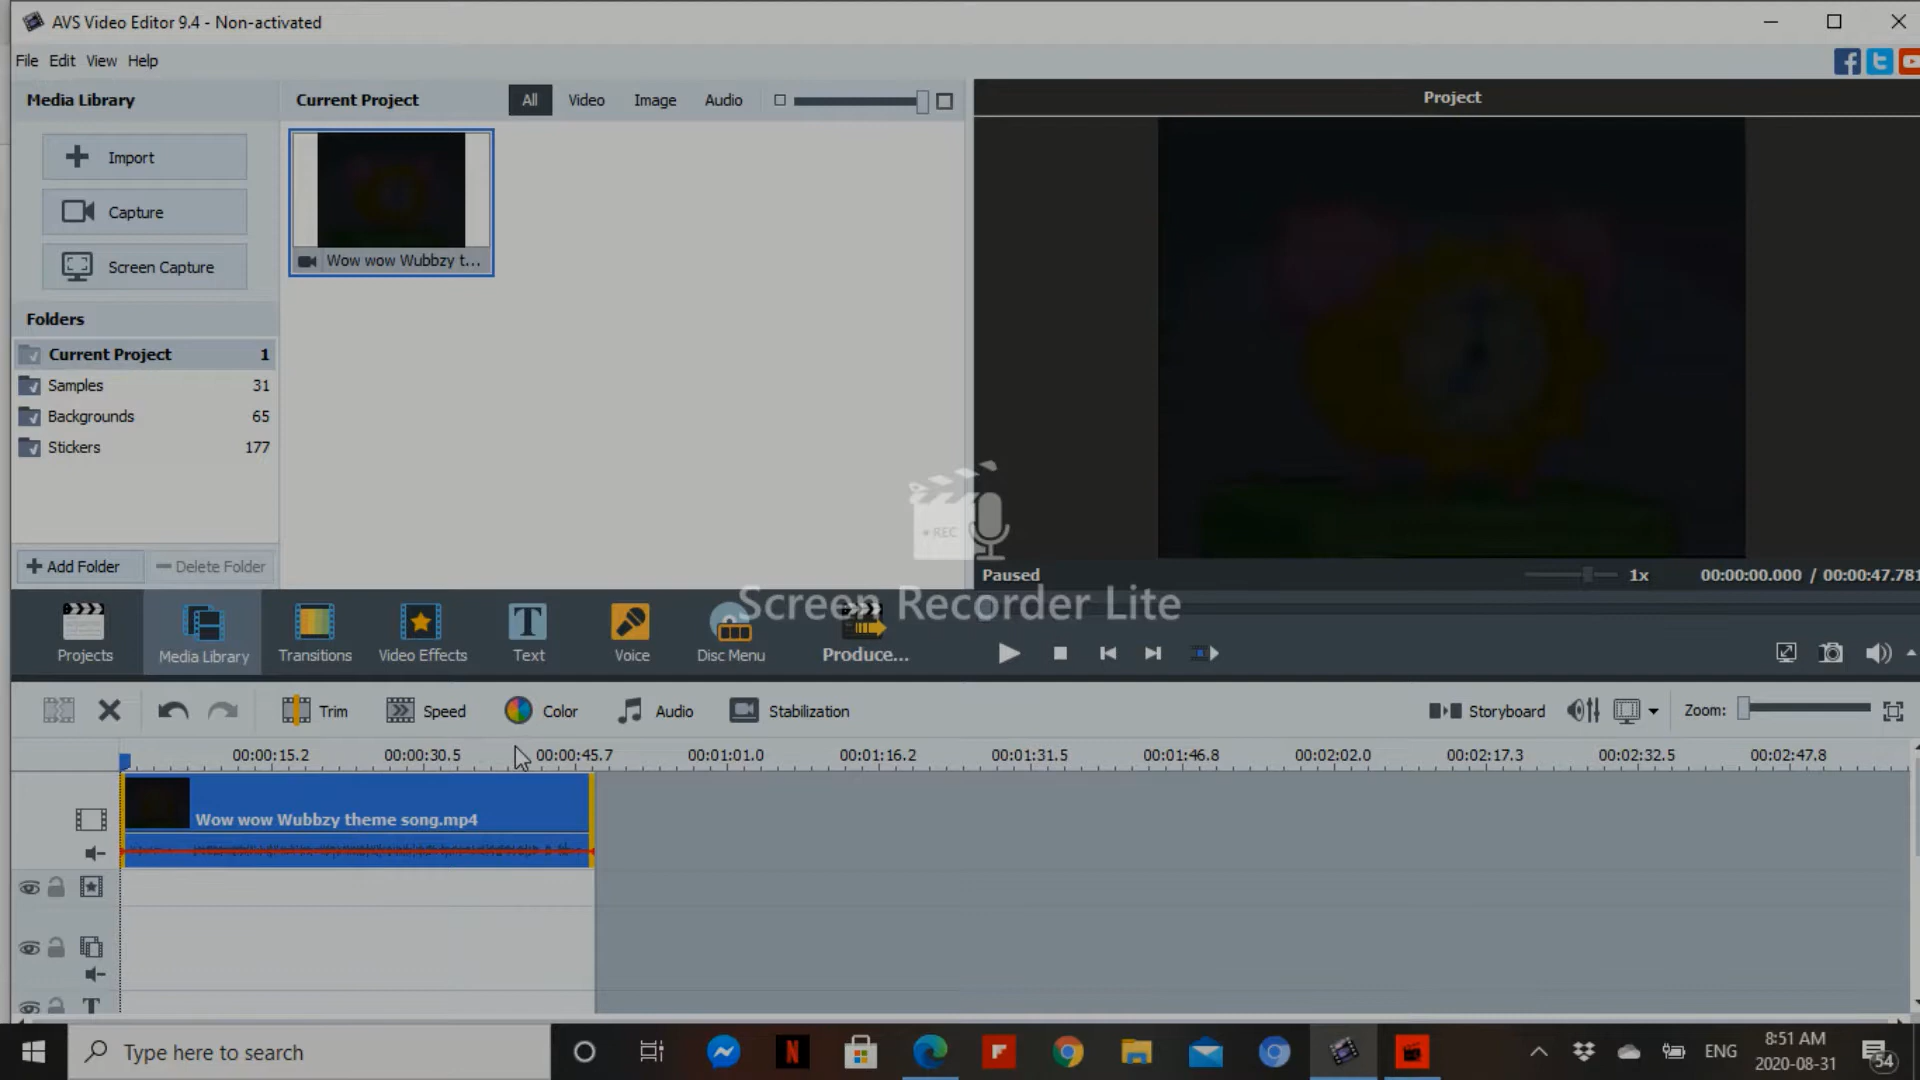 AVS Video Editor 9.4 - Non-activated
File Edit View Help
Media Library
Current Project
All Video Image Audio
Project
Import
Capture
Screen Capture
Wow wow Wubbzy t...
Folders
Current Project 1
Samples 31
Backgrounds 65
Stickers 177
Add Folder
Delete Folder
• REC
Screen Recorder Lite
Paused
1x
00:00:00.000 / 00:00:47.781
Projects
Media Library
Transitions
Video Effects
Text
Voice
Disc Menu
Produce...
Trim
Speed
Color
Audio
Stabilization
Storyboard
Zoom:
00:00:15.2 00:00:30.5 00:00:45.7 00:01:01.0 00:01:16.2 00:01:31.5 00:01:46.8 00:02:02.0 00:02:17.3 00:02:32.5 00:02:47.8
Wow wow Wubbzy theme song.mp4
Type here to search
ENG
8:51 AM
2020-08-31
54